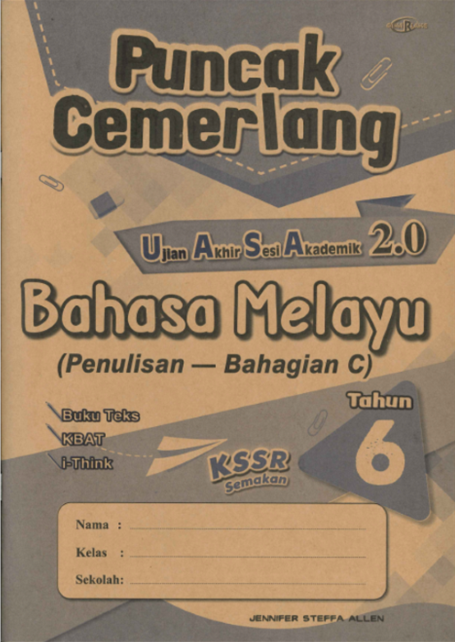 Puncak
Cemerlang
Ujian Akhir Sesi Akademik 2.0
Bahasa Melayu
(Penulisan — Bahagian C)
Tahun
6
Buku Teks
KBAT
i-Think
KSSR
Semakan
Nama :
Kelas :
Sekolah:
JENNIFER STEFFA ALLEN